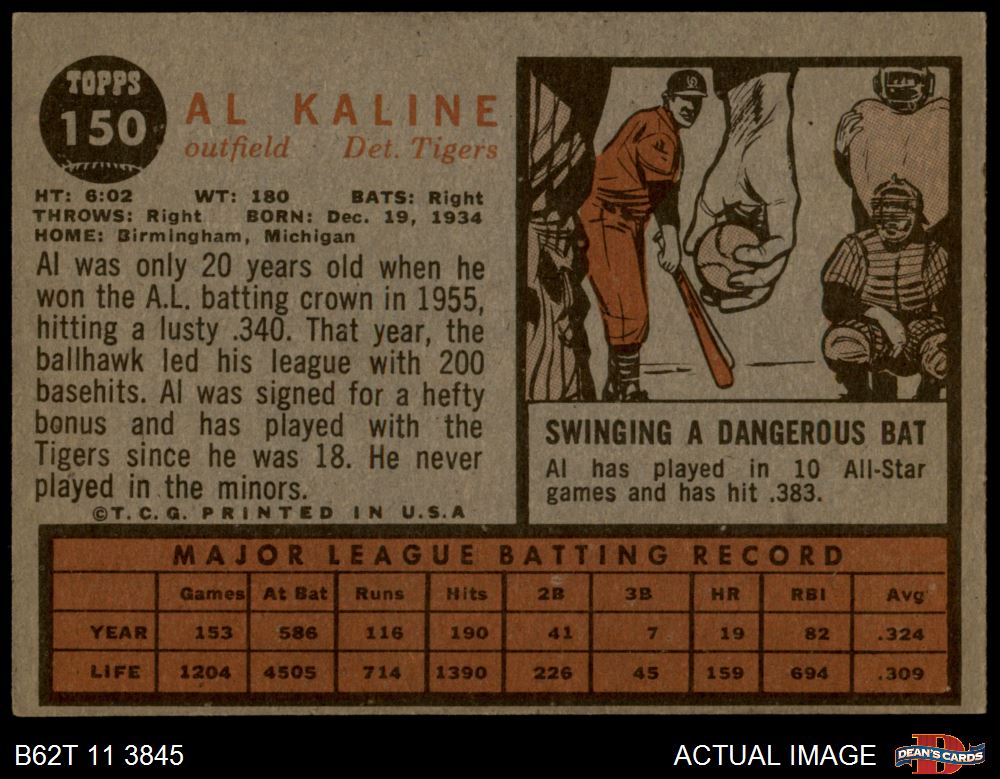 TOPPS
150
AL KALINE
outfield Det. Tigers
HT: 6:02 WT: 180 BATS: Right
THROWS: Right BORN: Dec. 19, 1934
HOME: Birmingham, Michigan
Al was only 20 years old when he
won the A.L. batting crown in 1955,
hitting a lusty .340. That year, the
ballhawk led his league with 200
basehits. Al was signed for a hefty
bonus and has played with the
Tigers since he was 18. He never
played in the minors.
©T.C.G. PRINTED IN U.S.A
SWINGING A DANGEROUS BAT
Al has played in 10 All-Star
games and has hit .383.
MAJOR LEAGUE BATTING RECORD
Games At Bat Runs Hits 2B 3B HR RBI Avg
YEAR 153 586 116 190 41 7 19 82 .324
LIFE 1204 4505 714 1390 226 45 159 694 .309
B62T 11 3845
ACTUAL IMAGE
DEAN'S CARDS